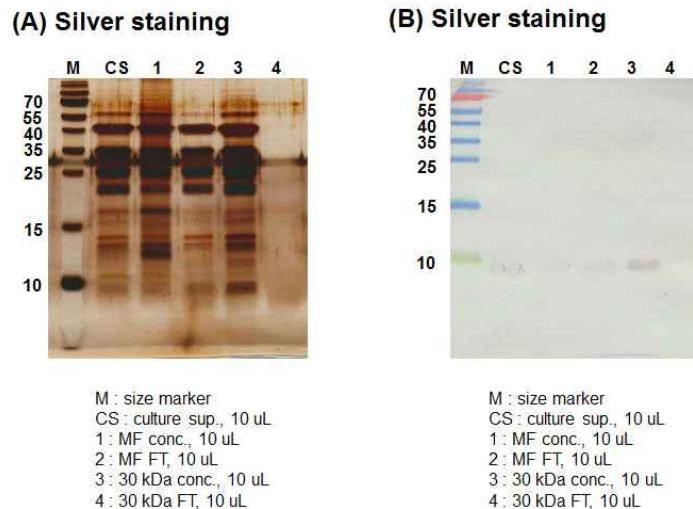 (A) Silver staining
M CS 1 2 3 4
70
55
40
35
25
15
10
M : size marker
CS : culture sup., 10 uL
1 : MF conc., 10 uL
2 : MF FT, 10 uL
3 : 30 kDa conc., 10 uL
4 : 30 kDa FT, 10 uL
(B) Silver staining
M CS 1 2 3 4
70
55
40
35
25
15
10
M : size marker
CS : culture sup., 10 uL
1 : MF conc., 10 uL
2 : MF FT, 10 uL
3 : 30 kDa conc., 10 uL
4 : 30 kDa FT, 10 uL